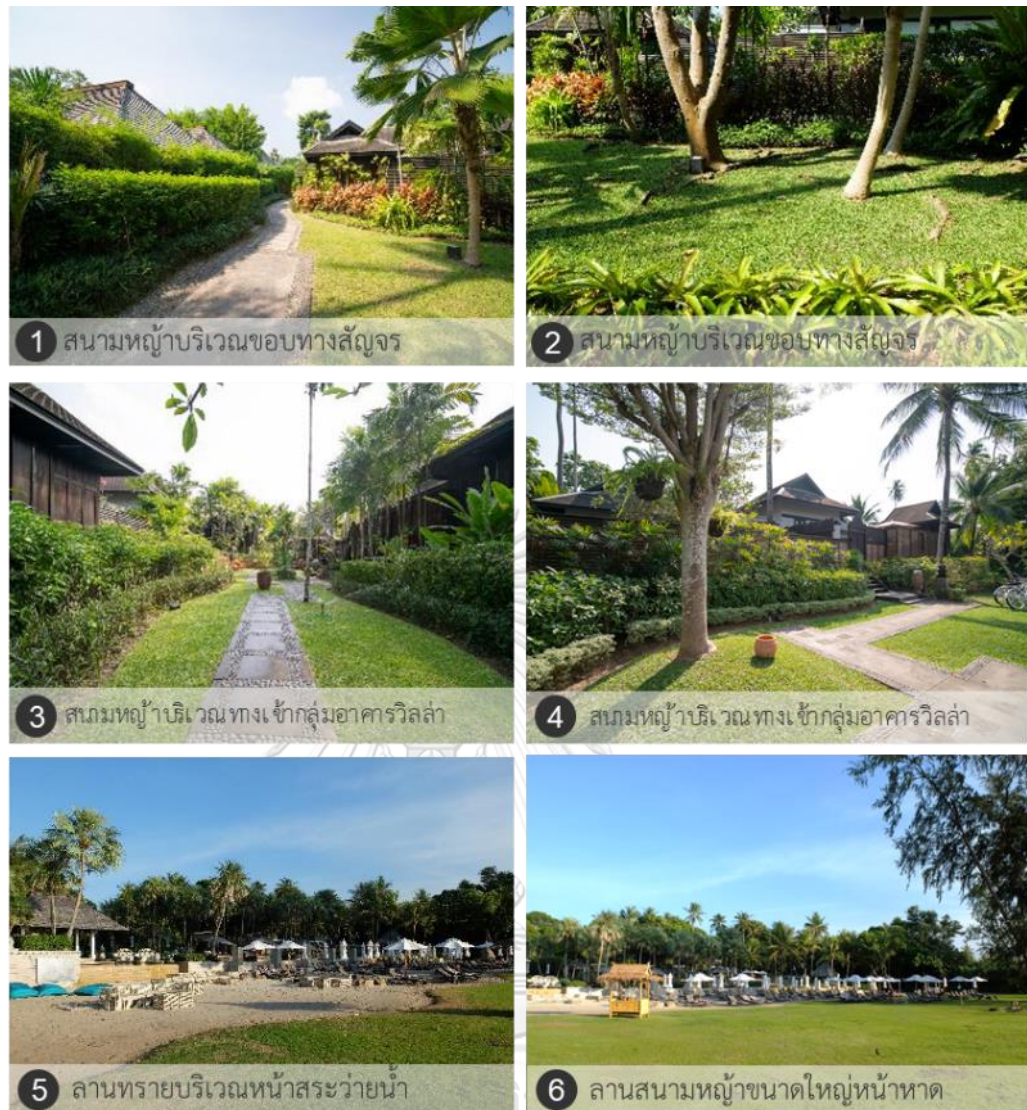 1 สนามหญ้าบริเวณขอบทางสัญจร
2 สนามหญ้าบริเวณขอบทางสัญจร
3 สนามหญ้าบริเวณทางเข้ากลุ่มอาคารวิลล่า
4 สนามหญ้าบริเวณทางเข้ากลุ่มอาคารวิลล่า
5 ลานทรายบริเวณหน้าสระว่ายน้ำ
6 ลานสนามหญ้าขนาดใหญ่หน้าหาด